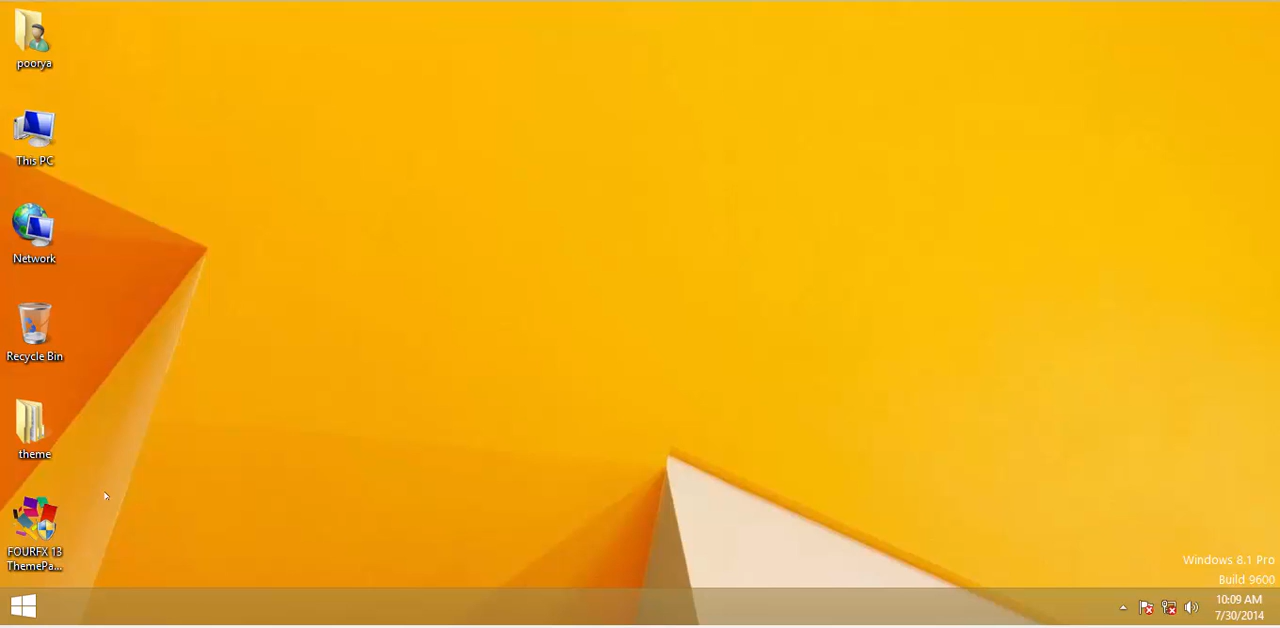 poorya
This PC
Network
Recycle Bin
theme
FOURFX 13
ThemePa...
Windows 8.1 Pro
Build 9600
10:09 AM
7/30/2014